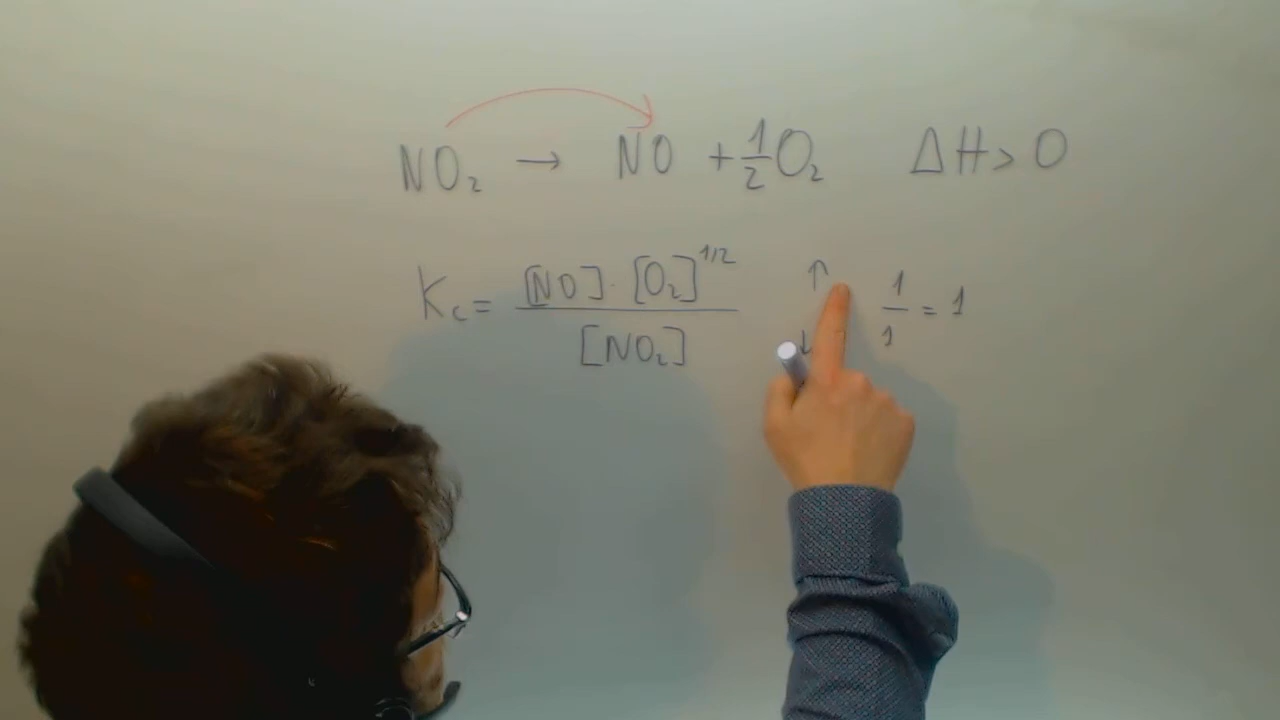 NO₂ → NO + 1/2 O₂ ΔH > 0
Kc = [NO] · [O₂]^1/2 / [NO₂] ↑ ↓ 1/1 = 1